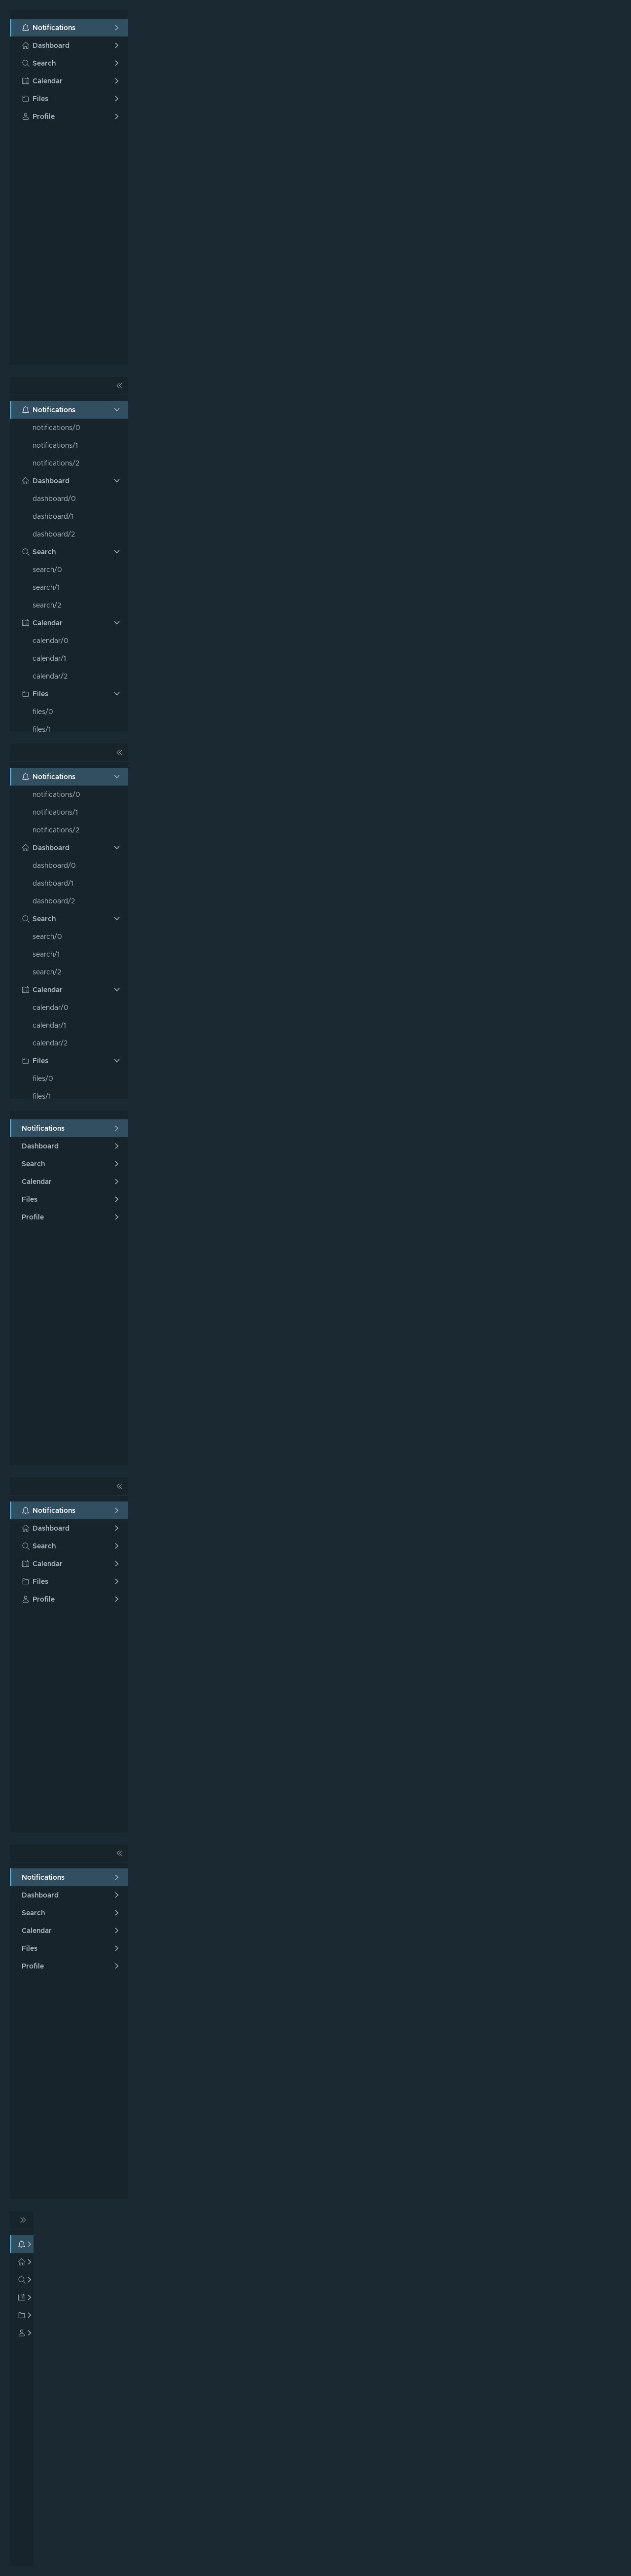 Notifications
Dashboard
Search
Calendar
Files
Profile
Notifications
notifications/0
notifications/1
notifications/2
Dashboard
dashboard/0
dashboard/1
dashboard/2
Search
search/0
search/1
search/2
Calendar
calendar/0
calendar/1
calendar/2
Files
files/0
files/1
Notifications
notifications/0
notifications/1
notifications/2
Dashboard
dashboard/0
dashboard/1
dashboard/2
Search
search/0
search/1
search/2
Calendar
calendar/0
calendar/1
calendar/2
Files
files/0
files/1
Notifications
Dashboard
Search
Calendar
Files
Profile
Notifications
Dashboard
Search
Calendar
Files
Profile
Notifications
Dashboard
Search
Calendar
Files
Profile